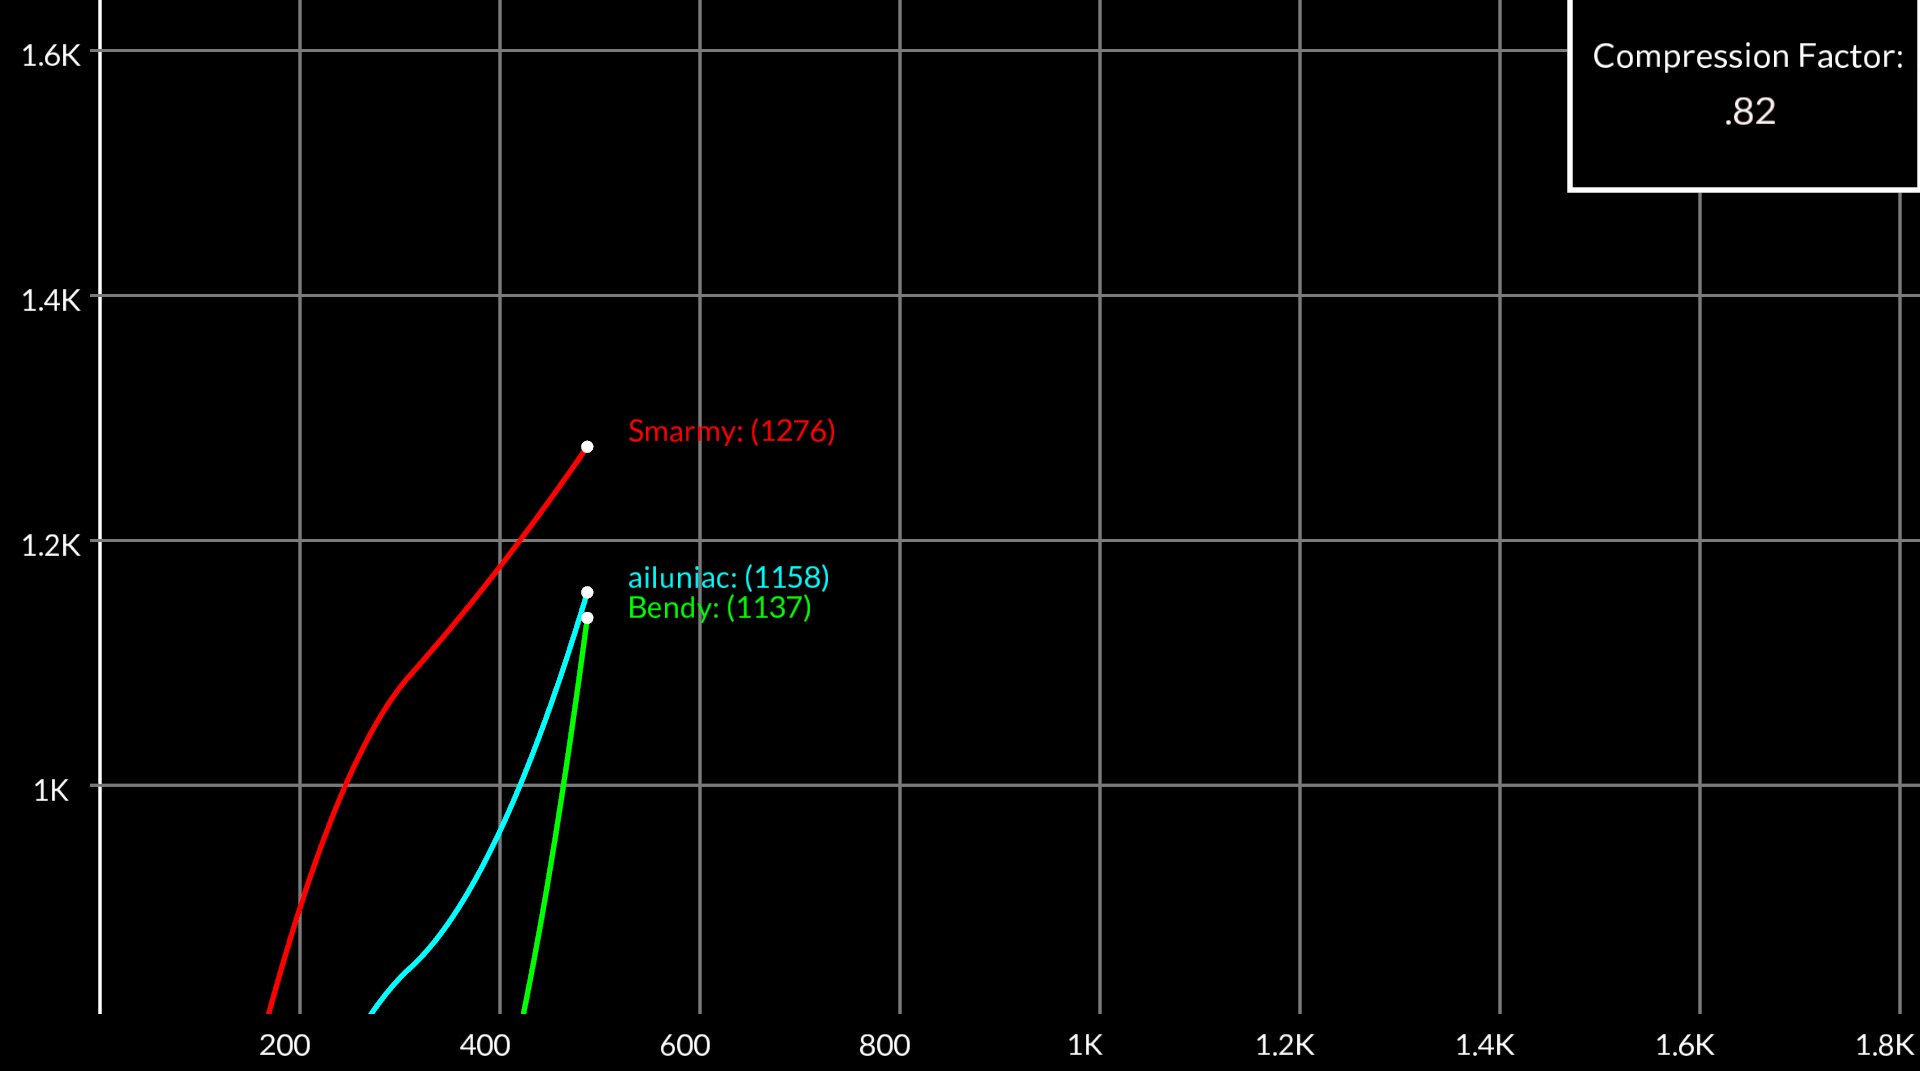 1.6K
Compression Factor:
.82
1.4K
Smarmy: (1276)
1.2K
ailuniac: (1158)
Bendy: (1137)
1K
200 400 600 800 1K 1.2K 1.4K 1.6K 1.8K